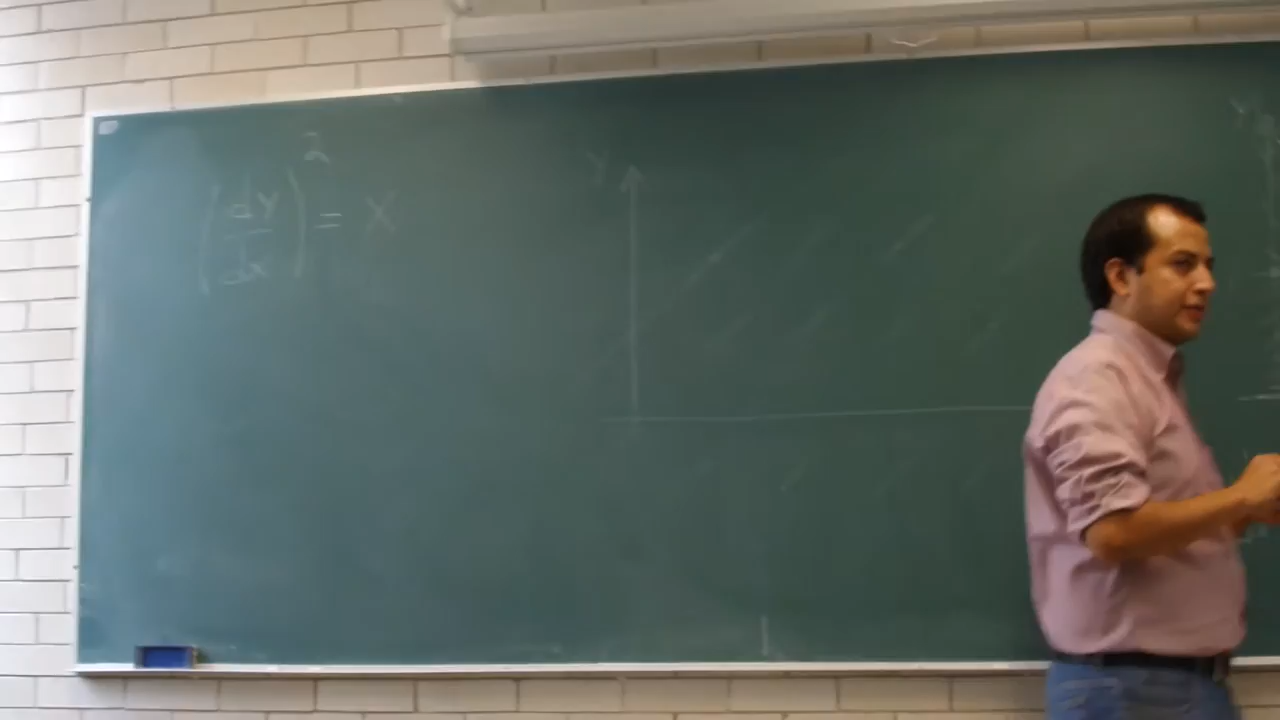 (dy/dx)² = x
y